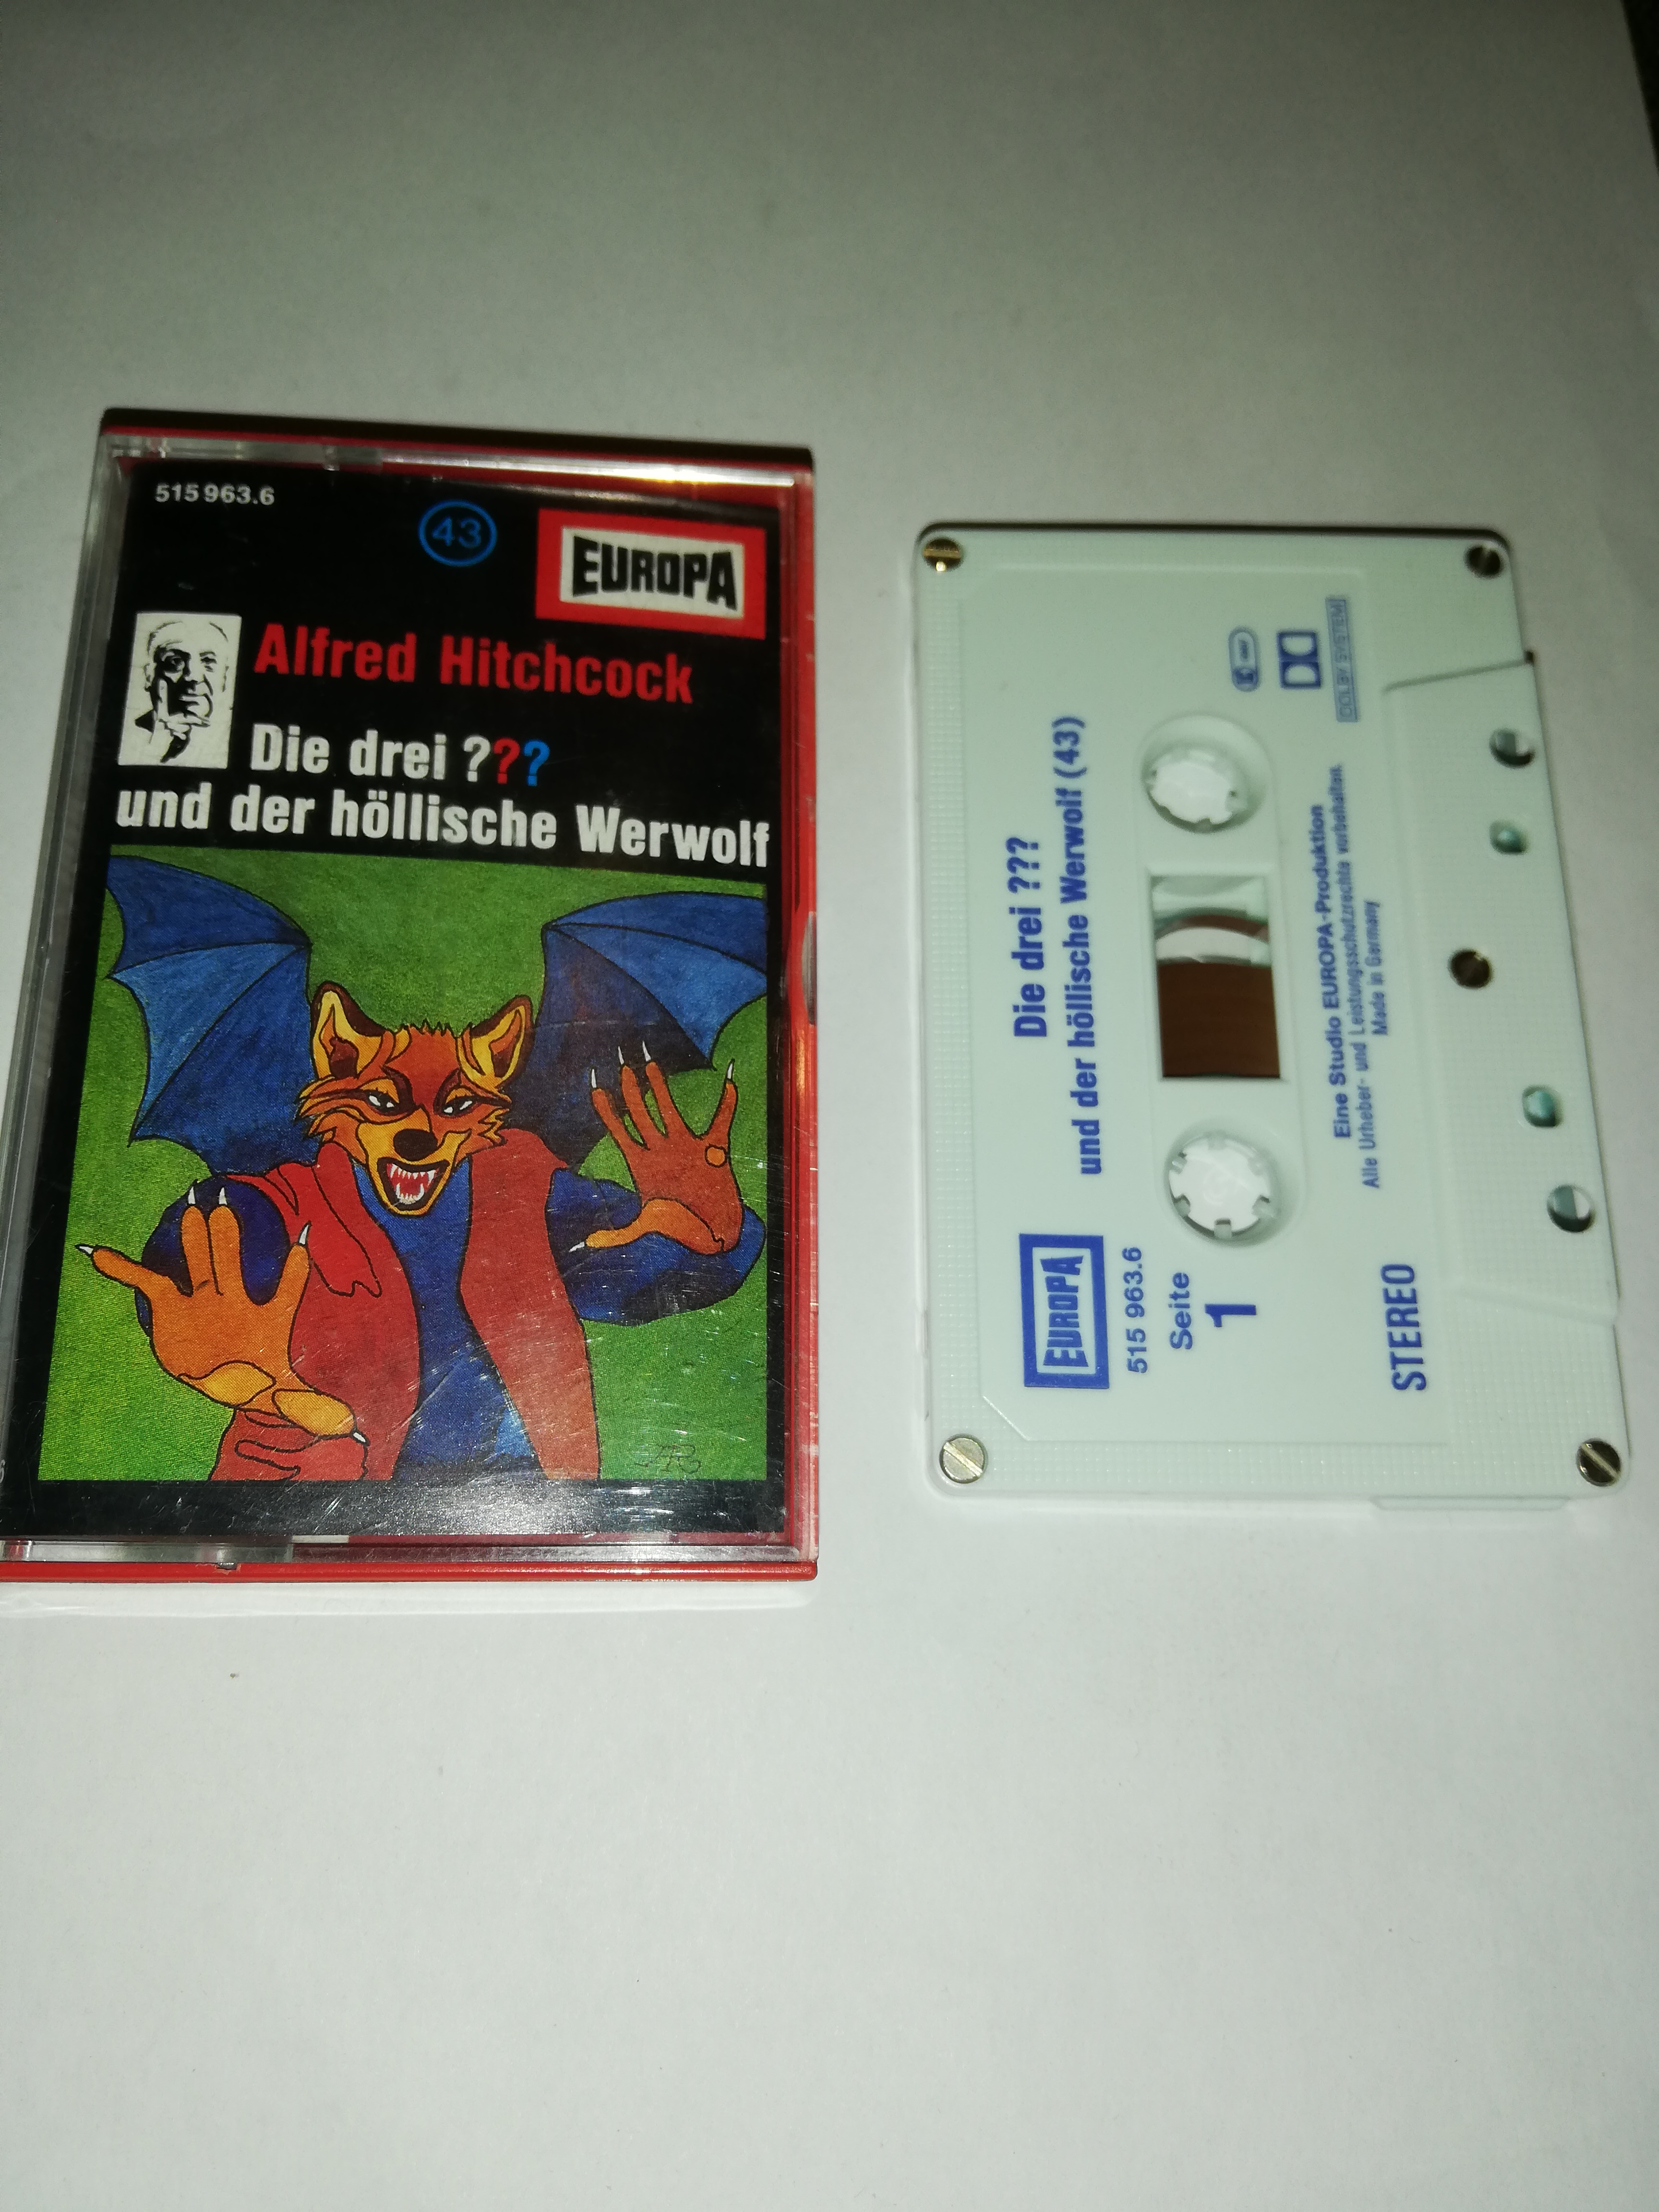 515 963.6
43
EUROPA
Alfred Hitchcock
Die drei ???
und der höllische Werwolf
AR
Die drei ???
und der höllische Werwolf (43)
EUROPA
515 963.6
Seite
1
DOLBY SYSTEM
Eine Studio EUROPA-Produktion
Alle Urheber- und Leistungsschutzrechte vorbehalten.
Made in Germany
STEREO